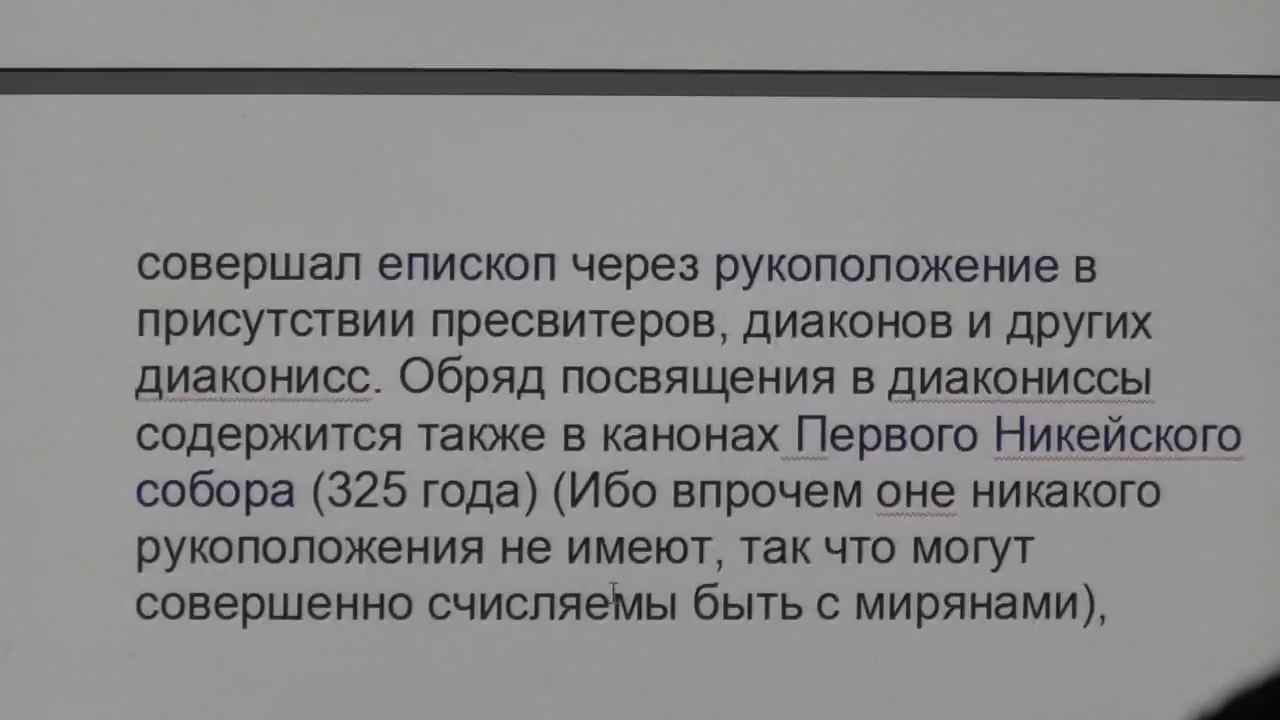 совершал епископ через рукоположение в
присутствии пресвитеров, диаконов и других
диаконисс. Обряд посвящения в диакониссы
содержится также в канонах Первого Никейского
собора (325 года) (Ибо впрочем оне никакого
рукоположения не имеют, так что могут
совершенно счисляемы быть с мирянами),